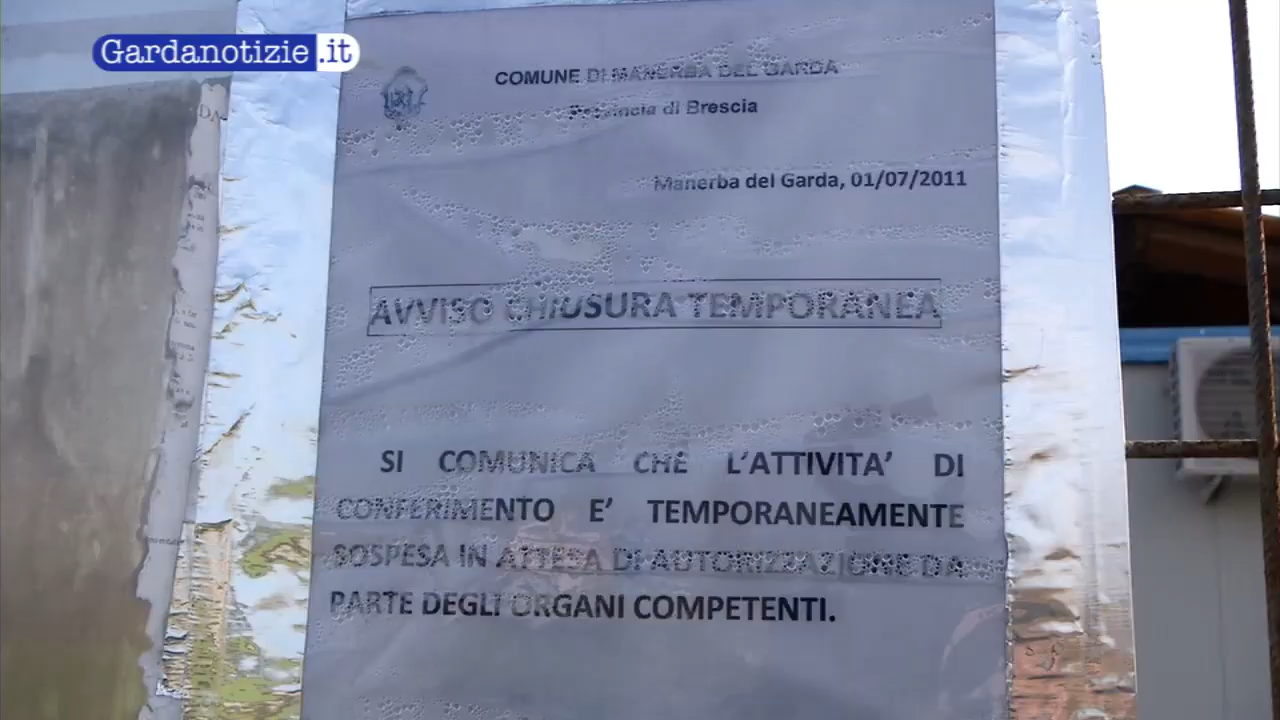 Gardanotizie.it
COMUNE DI MANERBA DEL GARDA
Provincia di Brescia
Manerba del Garda, 01/07/2011
AVVISO CHIUSURA TEMPORANEA
SI COMUNICA CHE L'ATTIVITA' DI
CONFERIMENTO E' TEMPORANEAMENTE
SOSPESA IN ATTESA DI AUTORIZZAZIONE DA
PARTE DEGLI ORGANI COMPETENTI.